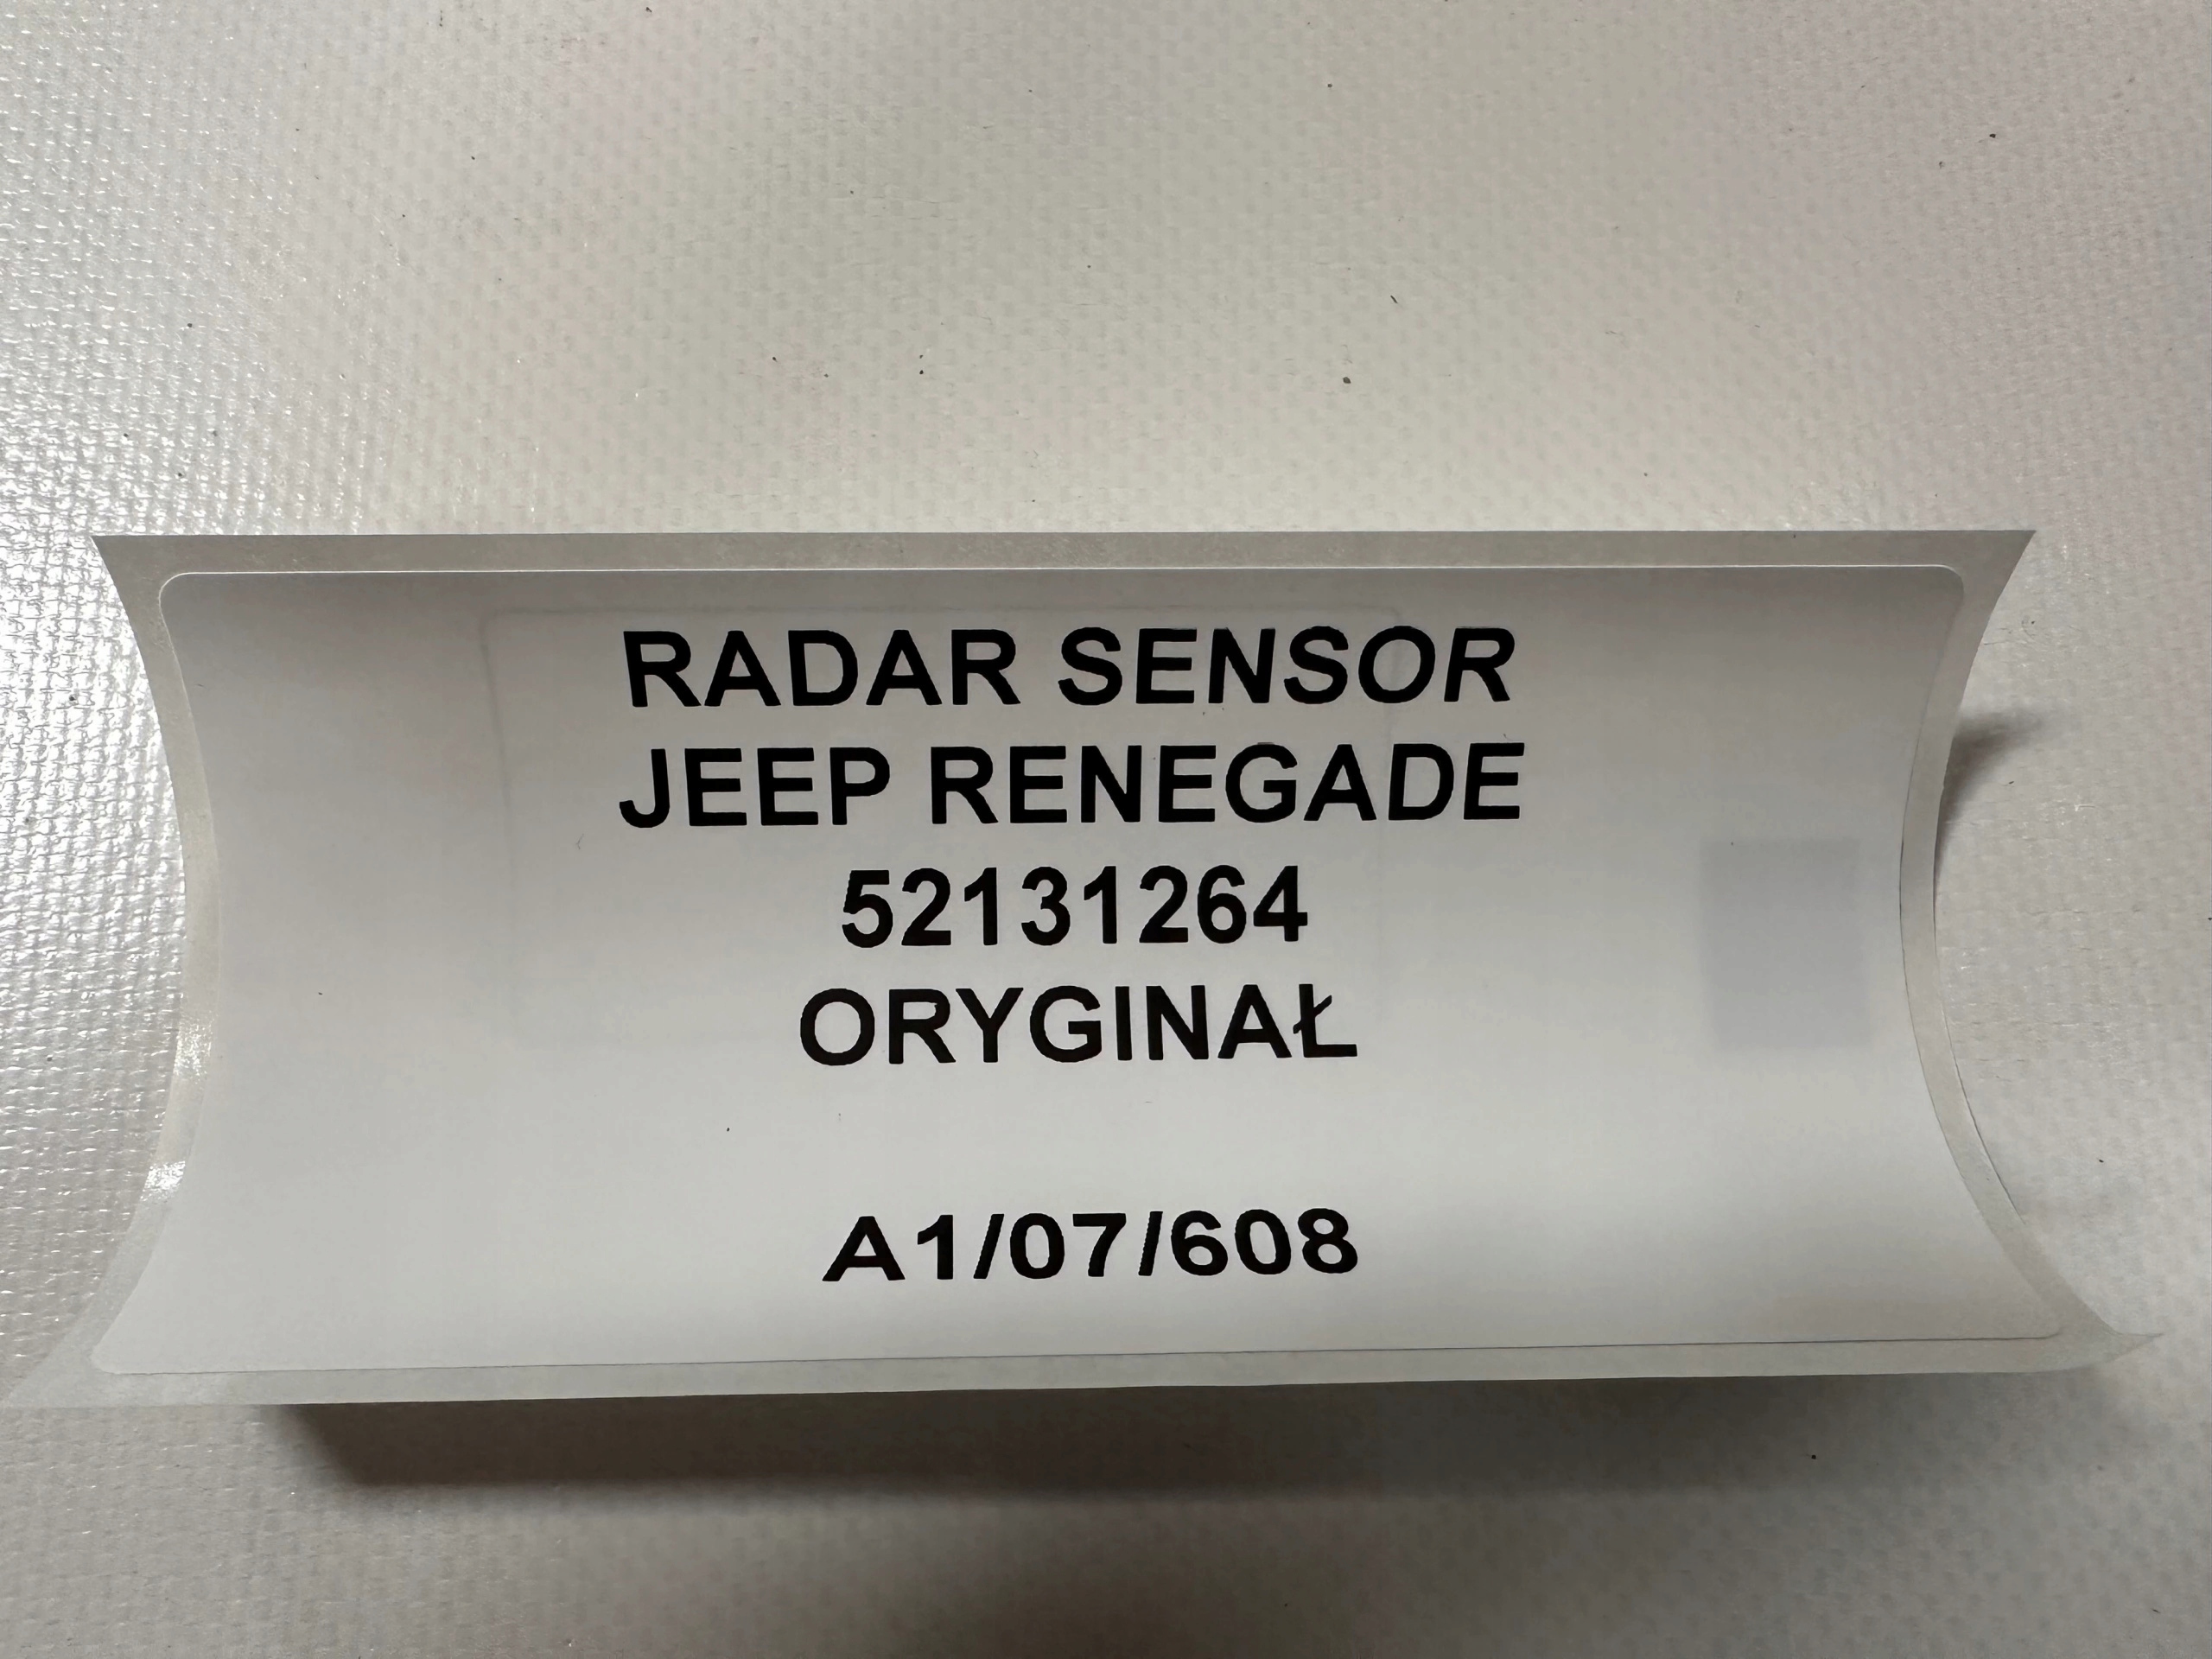 RADAR SENSOR
JEEP RENEGADE
52131264
ORYGINAŁ
A1/07/608